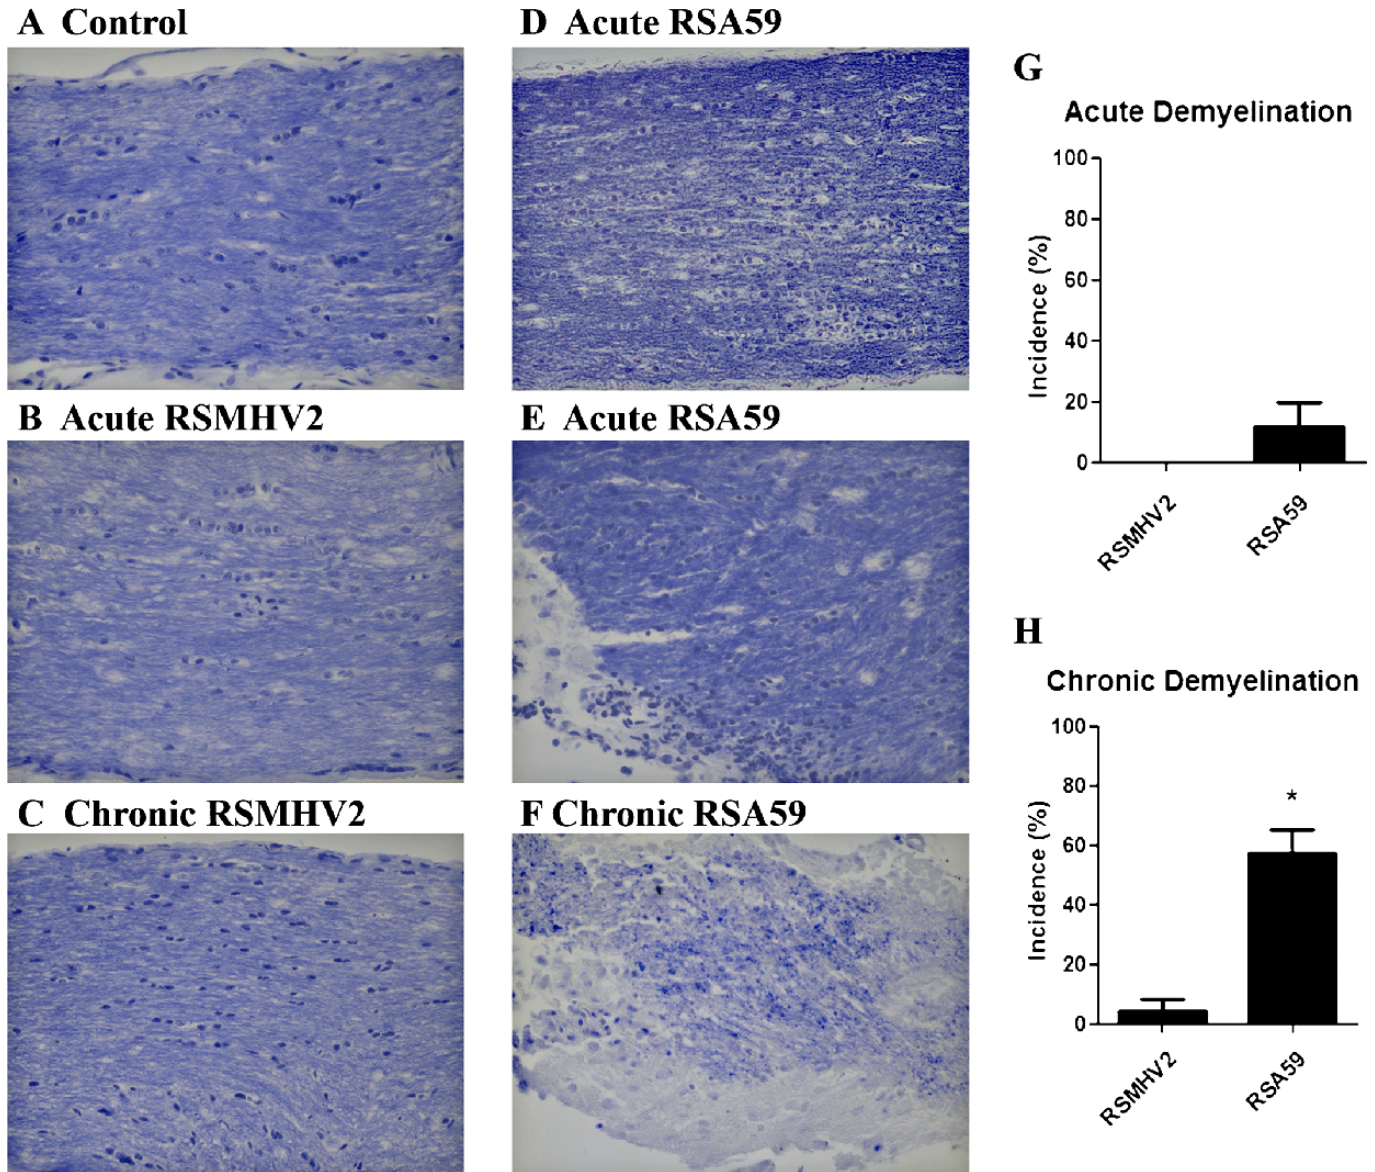 A Control
D Acute RSA59
B Acute RSMHV2
E Acute RSA59
C Chronic RSMHV2
F Chronic RSA59
G
Acute Demyelination
Incidence (%)
100
80
60
40
20
0
RSMHV2
RSA59
H
Chronic Demyelination
Incidence (%)
100
80
60
40
20
0
*
RSMHV2
RSA59